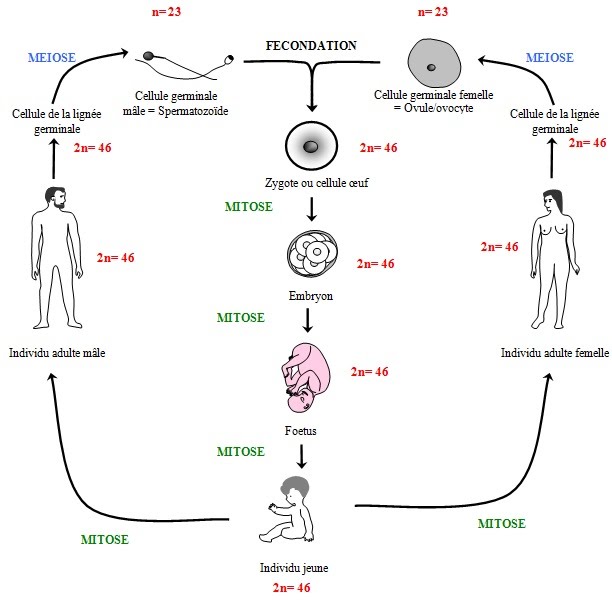 n= 23
n= 23
MEIOSE
FECONDATION
MEIOSE
Cellule germinale
mâle = Spermatozoïde
Cellule germinale femelle
= Ovule/ovocyte
Cellule de la lignée
germinale
Cellule de la lignée
germinale
2n= 46
2n= 46
2n= 46
Zygote ou cellule œuf
MITOSE
2n= 46
2n= 46
2n= 46
Embryon
MITOSE
Individu adulte mâle
Individu adulte femelle
2n= 46
Foetus
MITOSE
MITOSE
MITOSE
Individu jeune
2n= 46